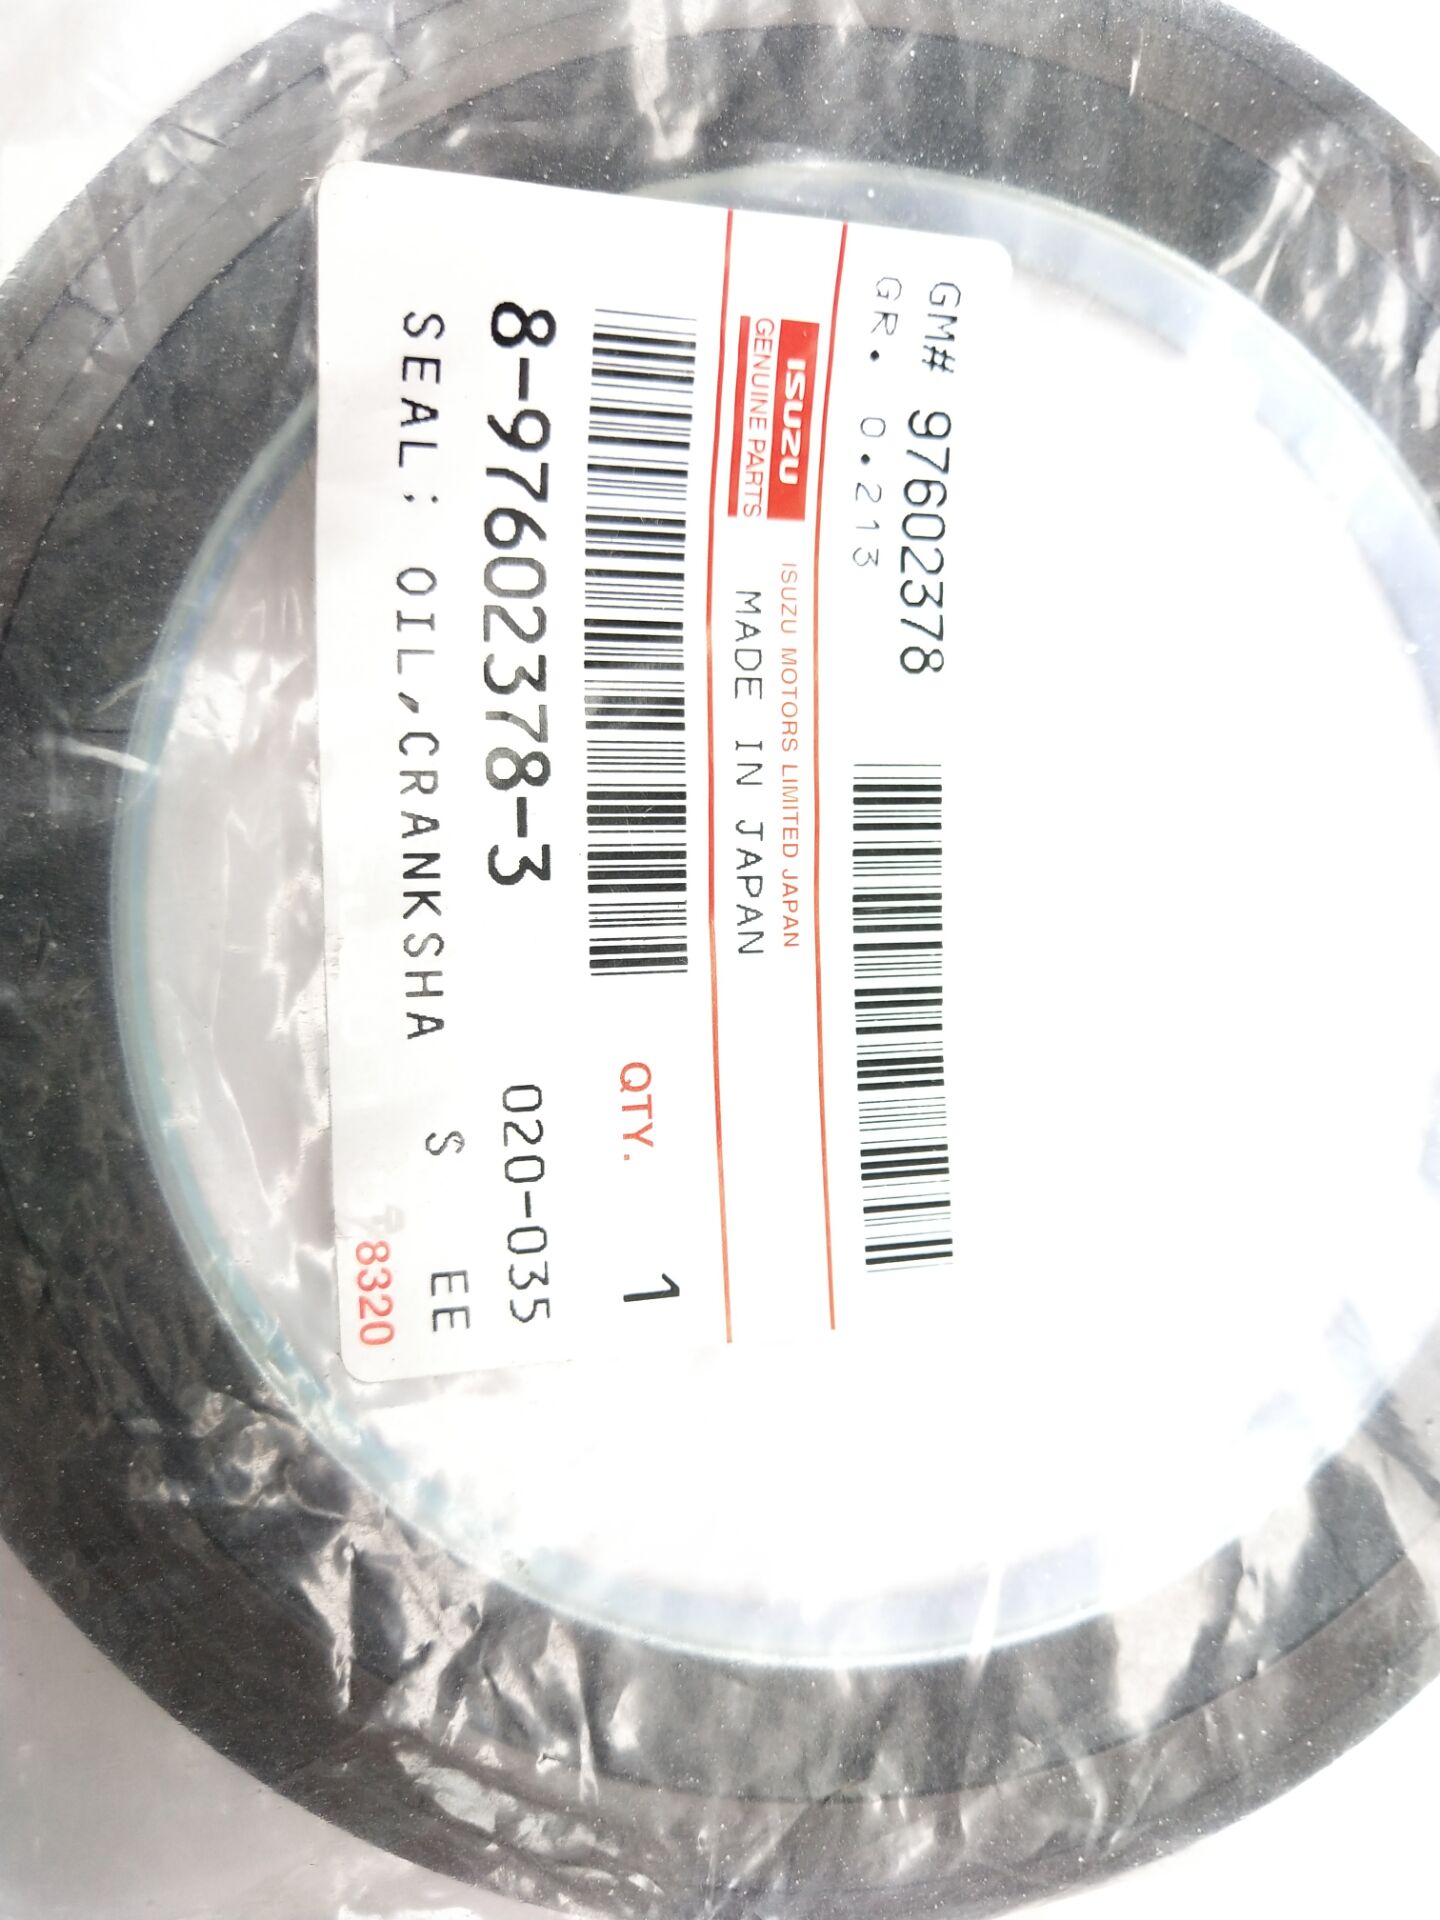 GM# 97602378
GR. 0.213
ISUZU
GENUINE PARTS
ISUZU MOTORS LIMITED JAPAN
MADE IN JAPAN
QTY. 1
8-97602378-3 020-035
SEAL; OIL,CRANKSHA S EE
8320